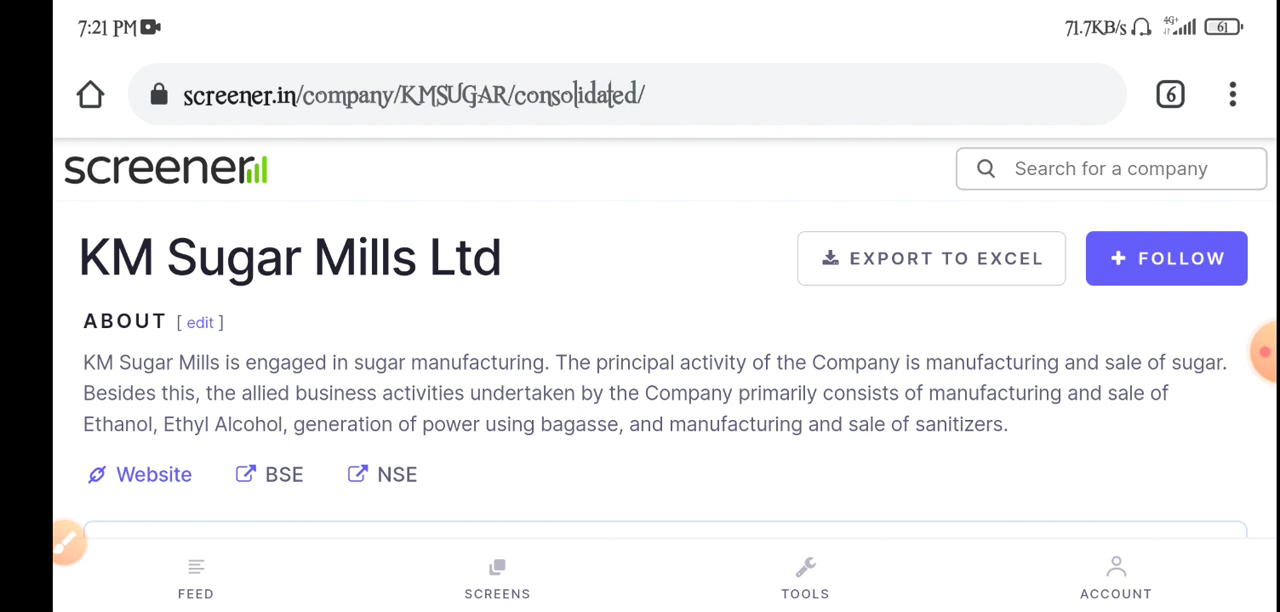 7:21 PM
71.7KB/s 4G+ 61
screener.in/company/KMSUGAR/consolidated/
6
screener
Search for a company
KM Sugar Mills Ltd
EXPORT TO EXCEL
+ FOLLOW
ABOUT [ edit ]
KM Sugar Mills is engaged in sugar manufacturing. The principal activity of the Company is manufacturing and sale of sugar.
Besides this, the allied business activities undertaken by the Company primarily consists of manufacturing and sale of
Ethanol, Ethyl Alcohol, generation of power using bagasse, and manufacturing and sale of sanitizers.
Website BSE NSE
FEED SCREENS TOOLS ACCOUNT